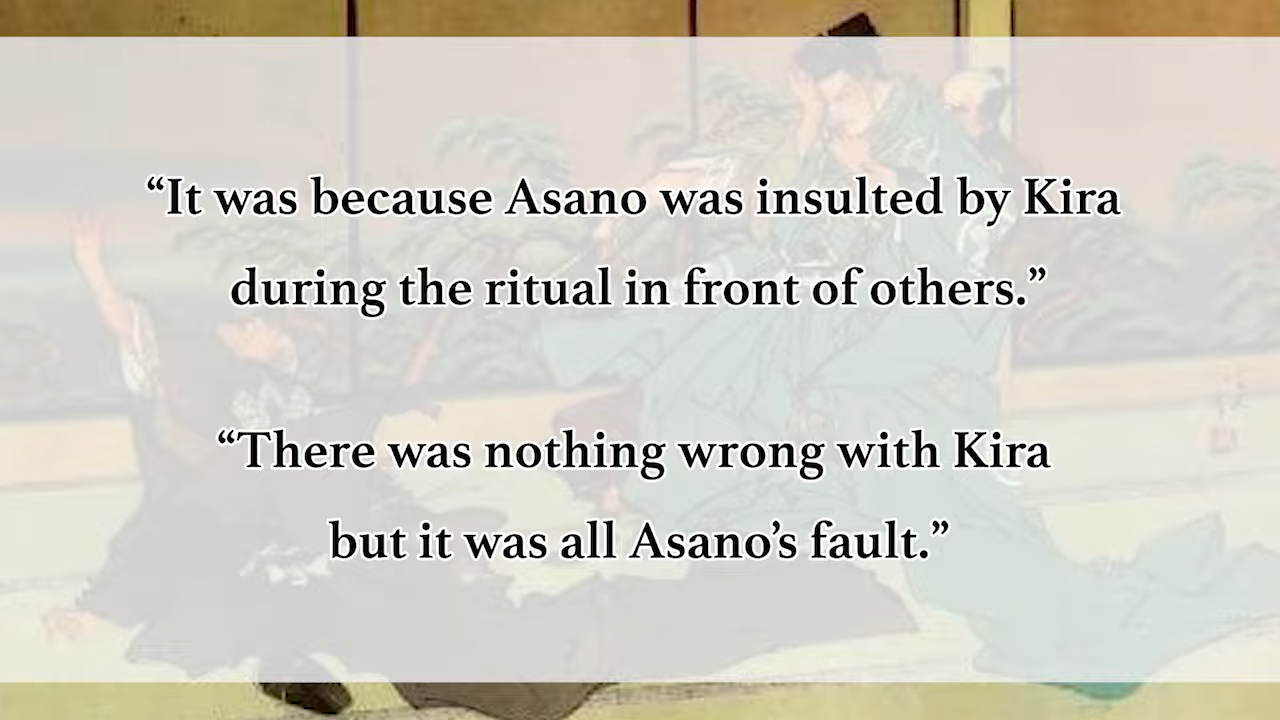 “It was because Asano was insulted by Kira
during the ritual in front of others.”
“There was nothing wrong with Kira
but it was all Asano’s fault.”